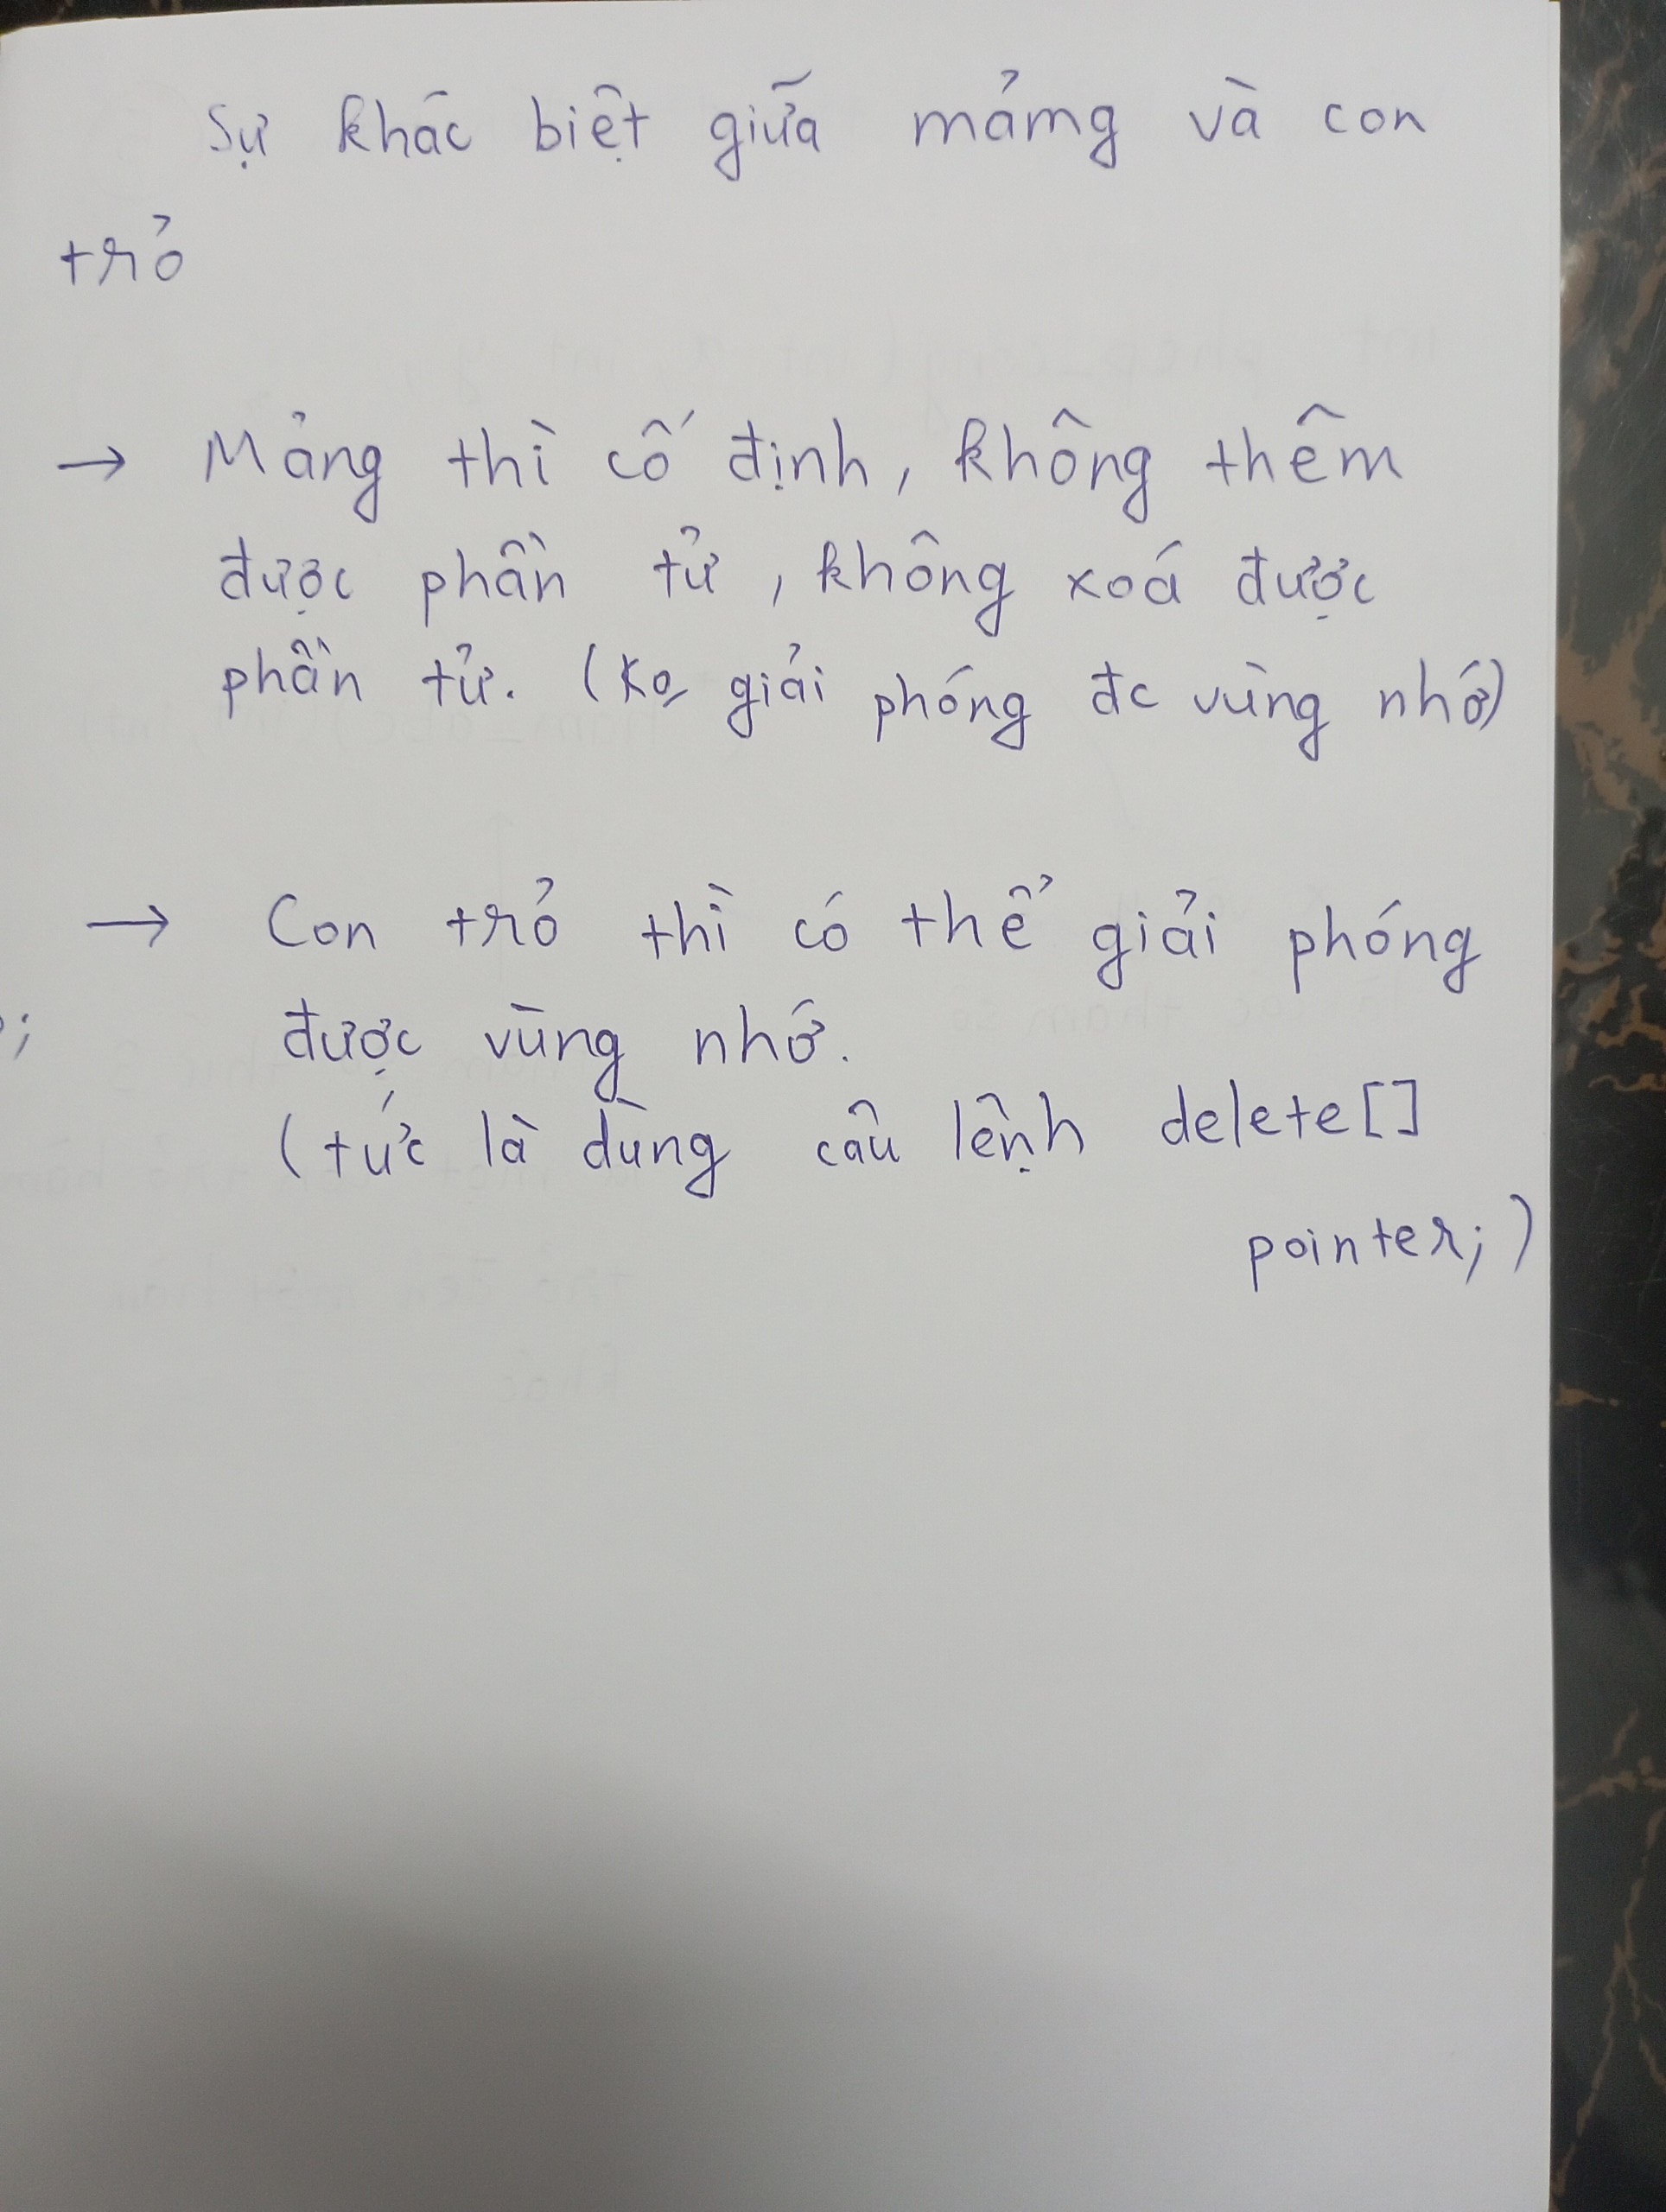 Sự khác biệt giữa mảmg và con
trỏ
→ Mảng thì cố định, không thêm
được phần tử, không xoá được
phần tử. (ko giải phóng đc vùng nhớ)
→ Con trỏ thì có thể giải phóng
được vùng nhớ.
;
(tức là dùng câu lệnh delete[]
pointer;)